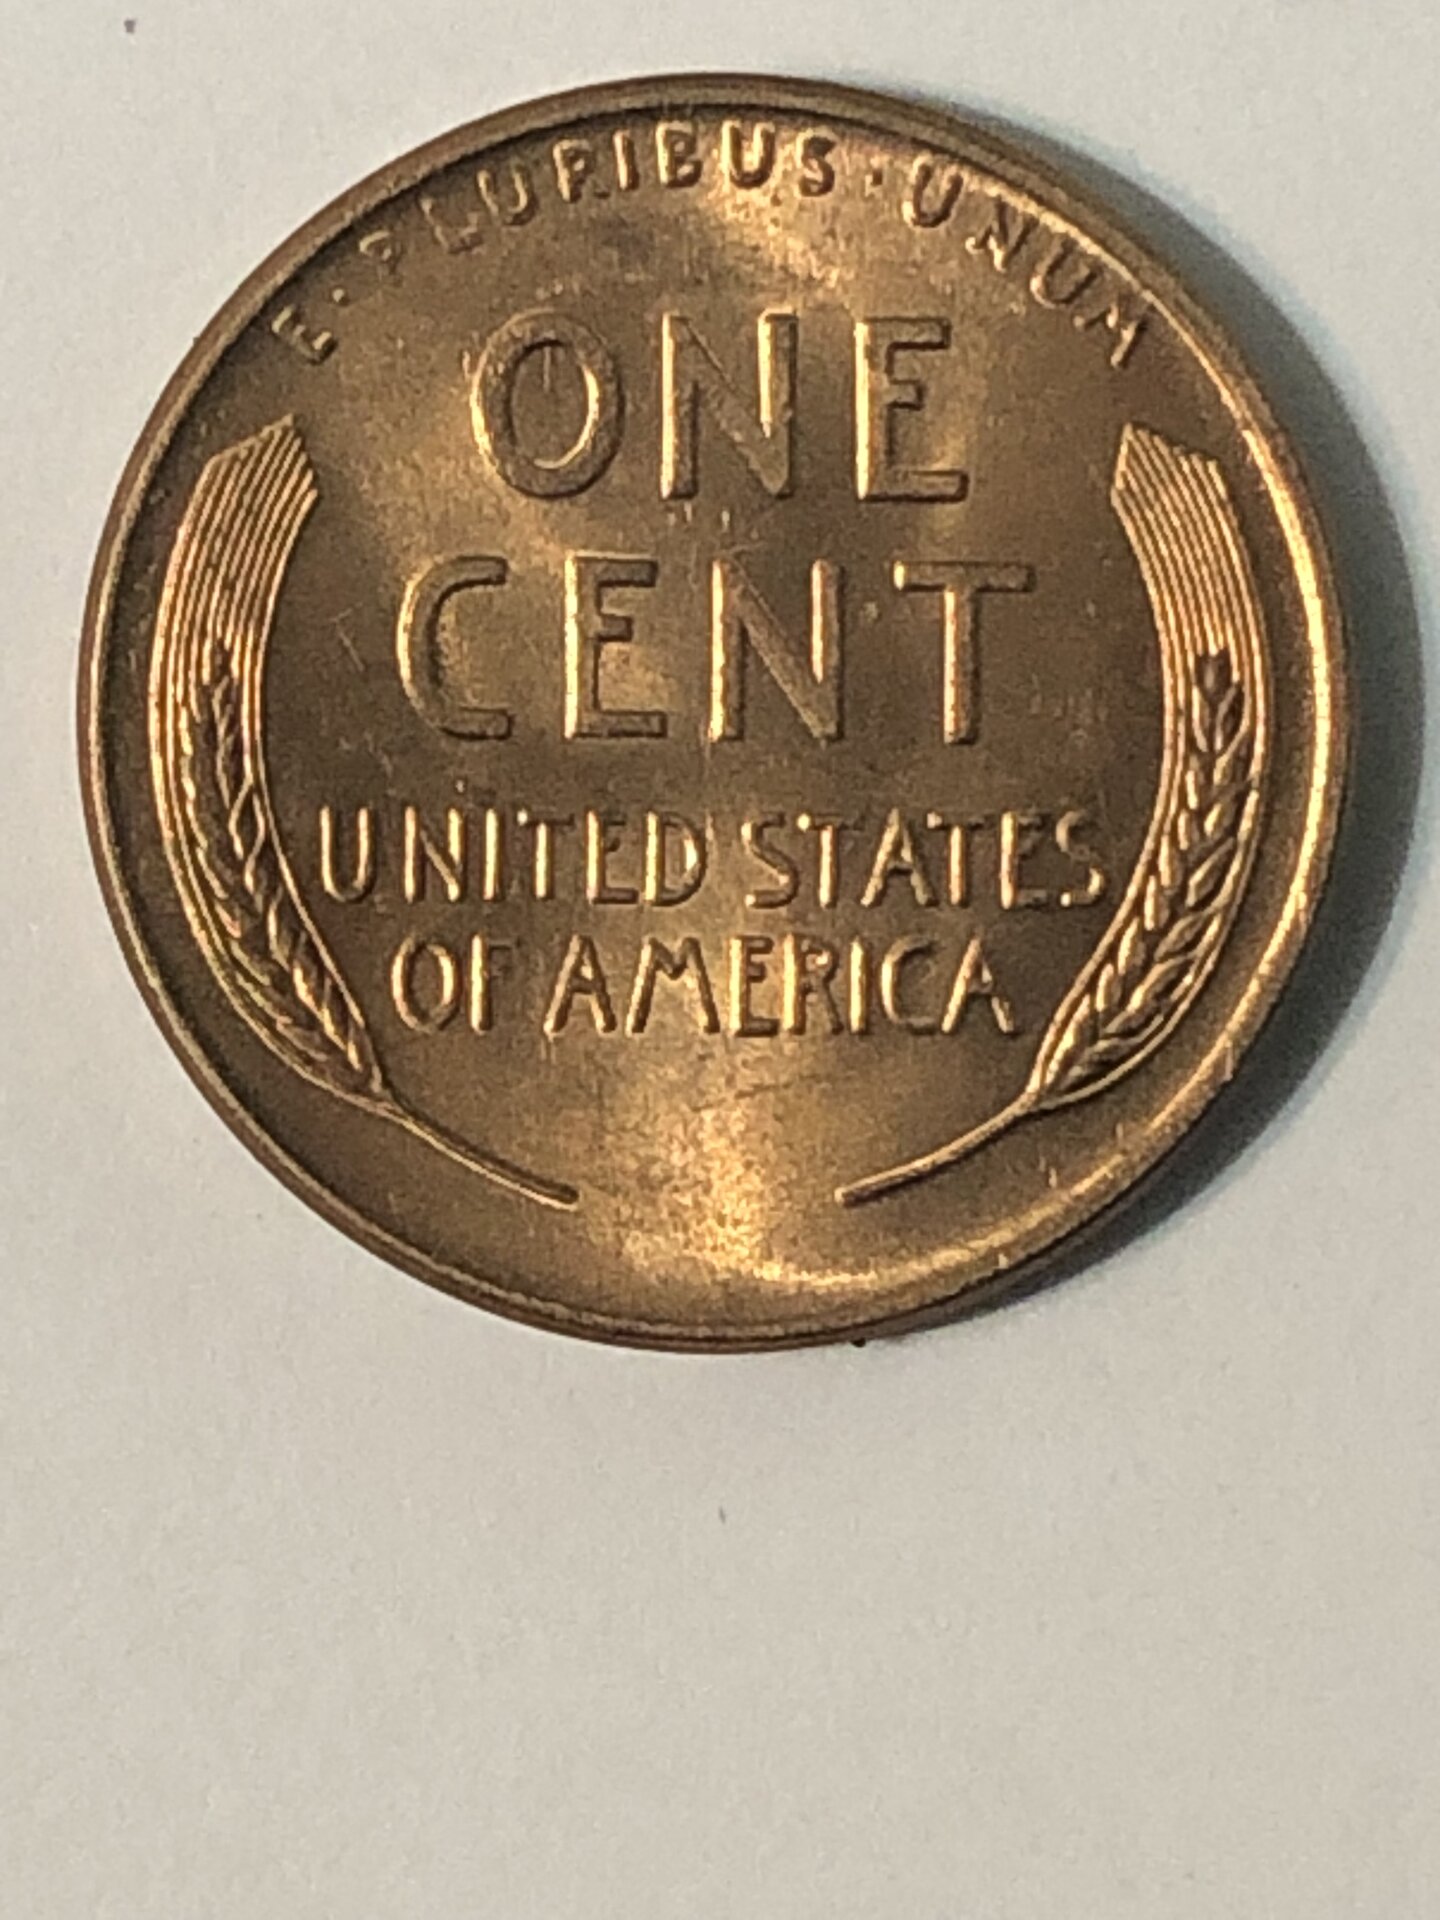 E·PLURIBUS·UNUM
ONE
CENT
UNITED STATES
OF AMERICA